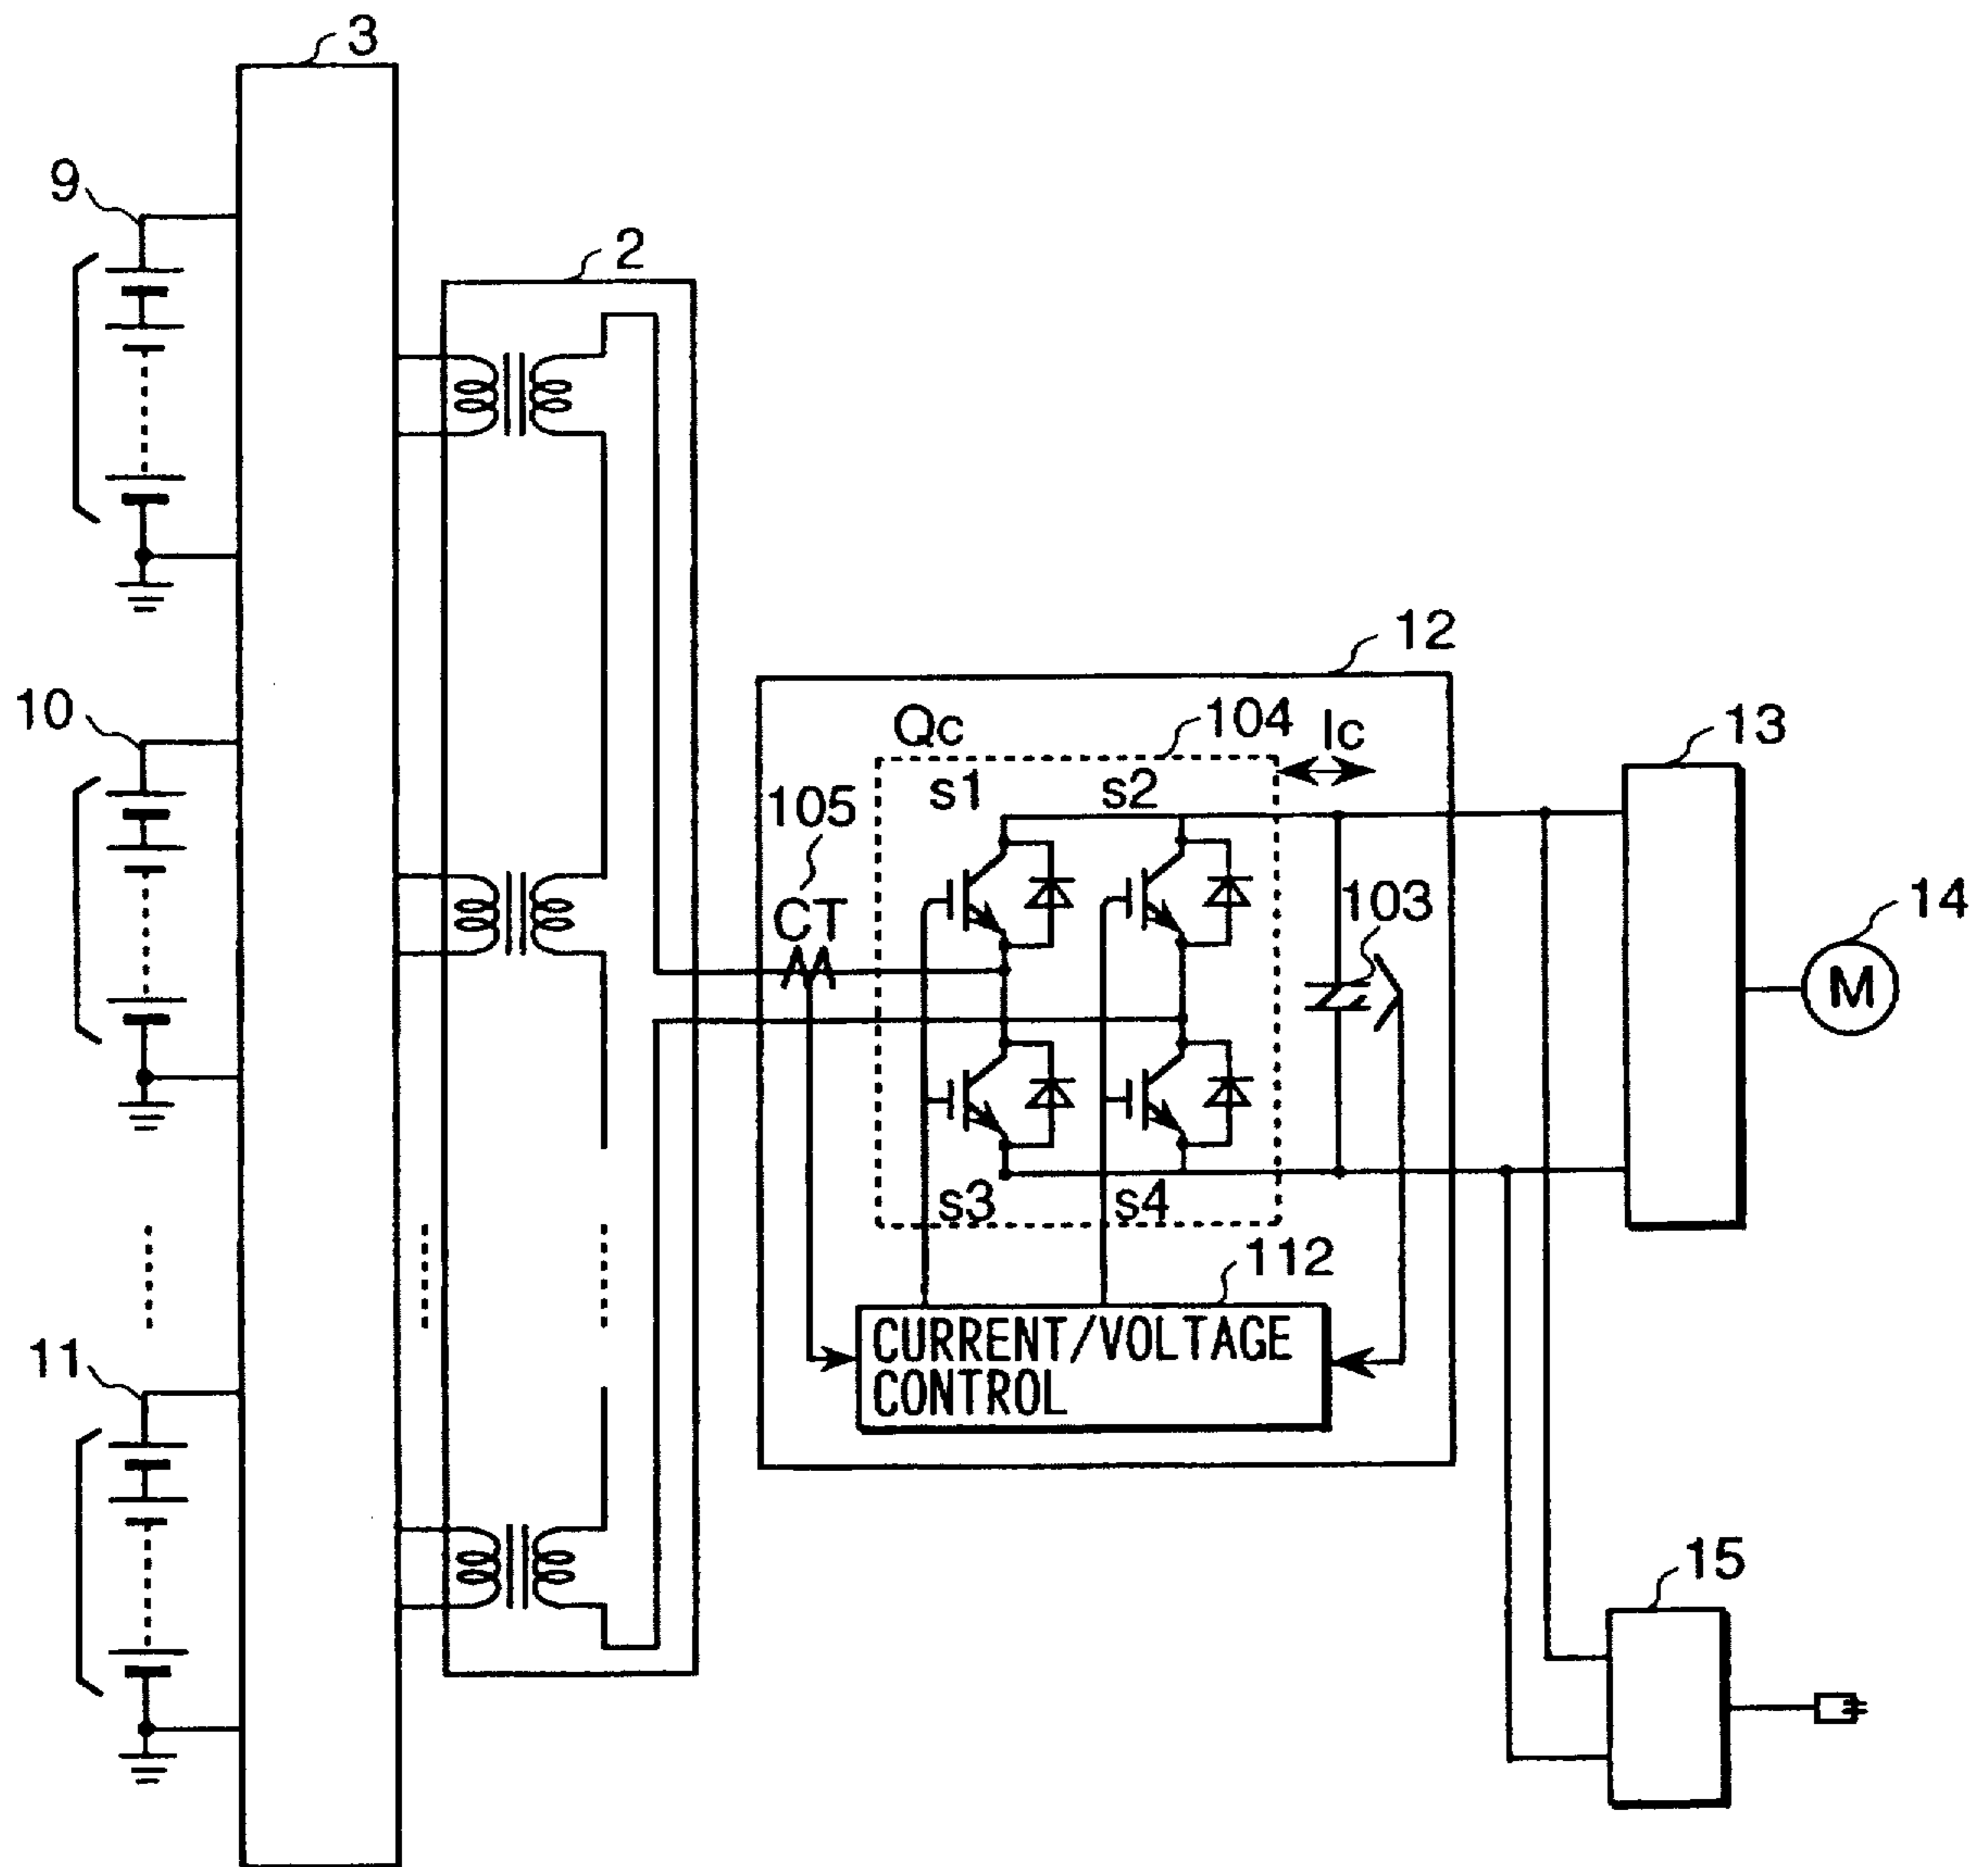 3
9
2
12
10
Qc
104
Ic
13
s1
s2
105
103
14
CT
M
s3
s4
112
11
CURRENT/VOLTAGE
CONTROL
15